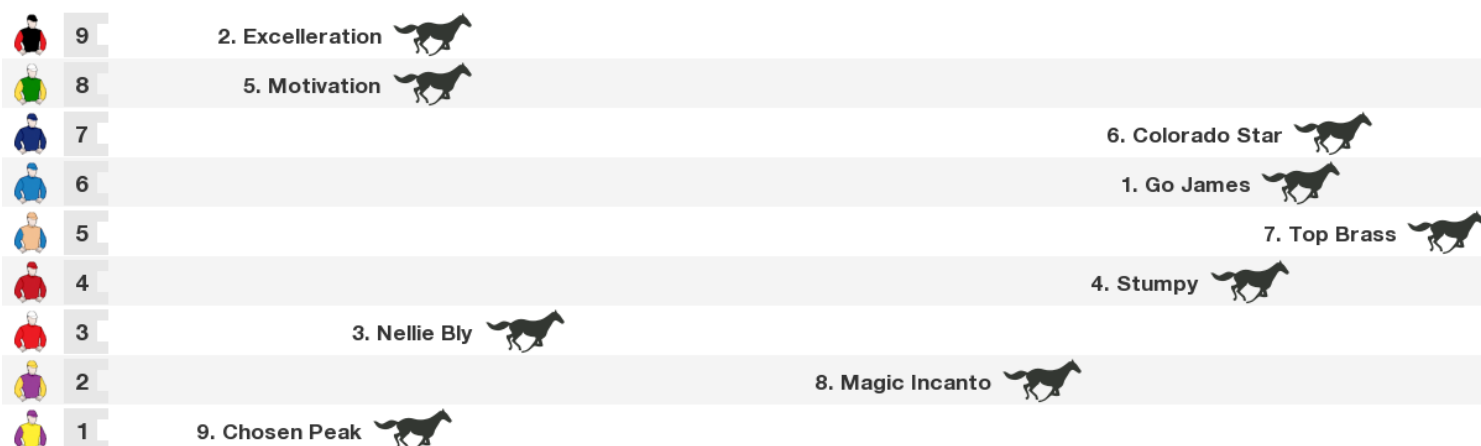 9 2. Excelleration
8 5. Motivation
7 6. Colorado Star
6 1. Go James
5 7. Top Brass
4 4. Stumpy
3 3. Nellie Bly
2 8. Magic Incanto
1 9. Chosen Peak